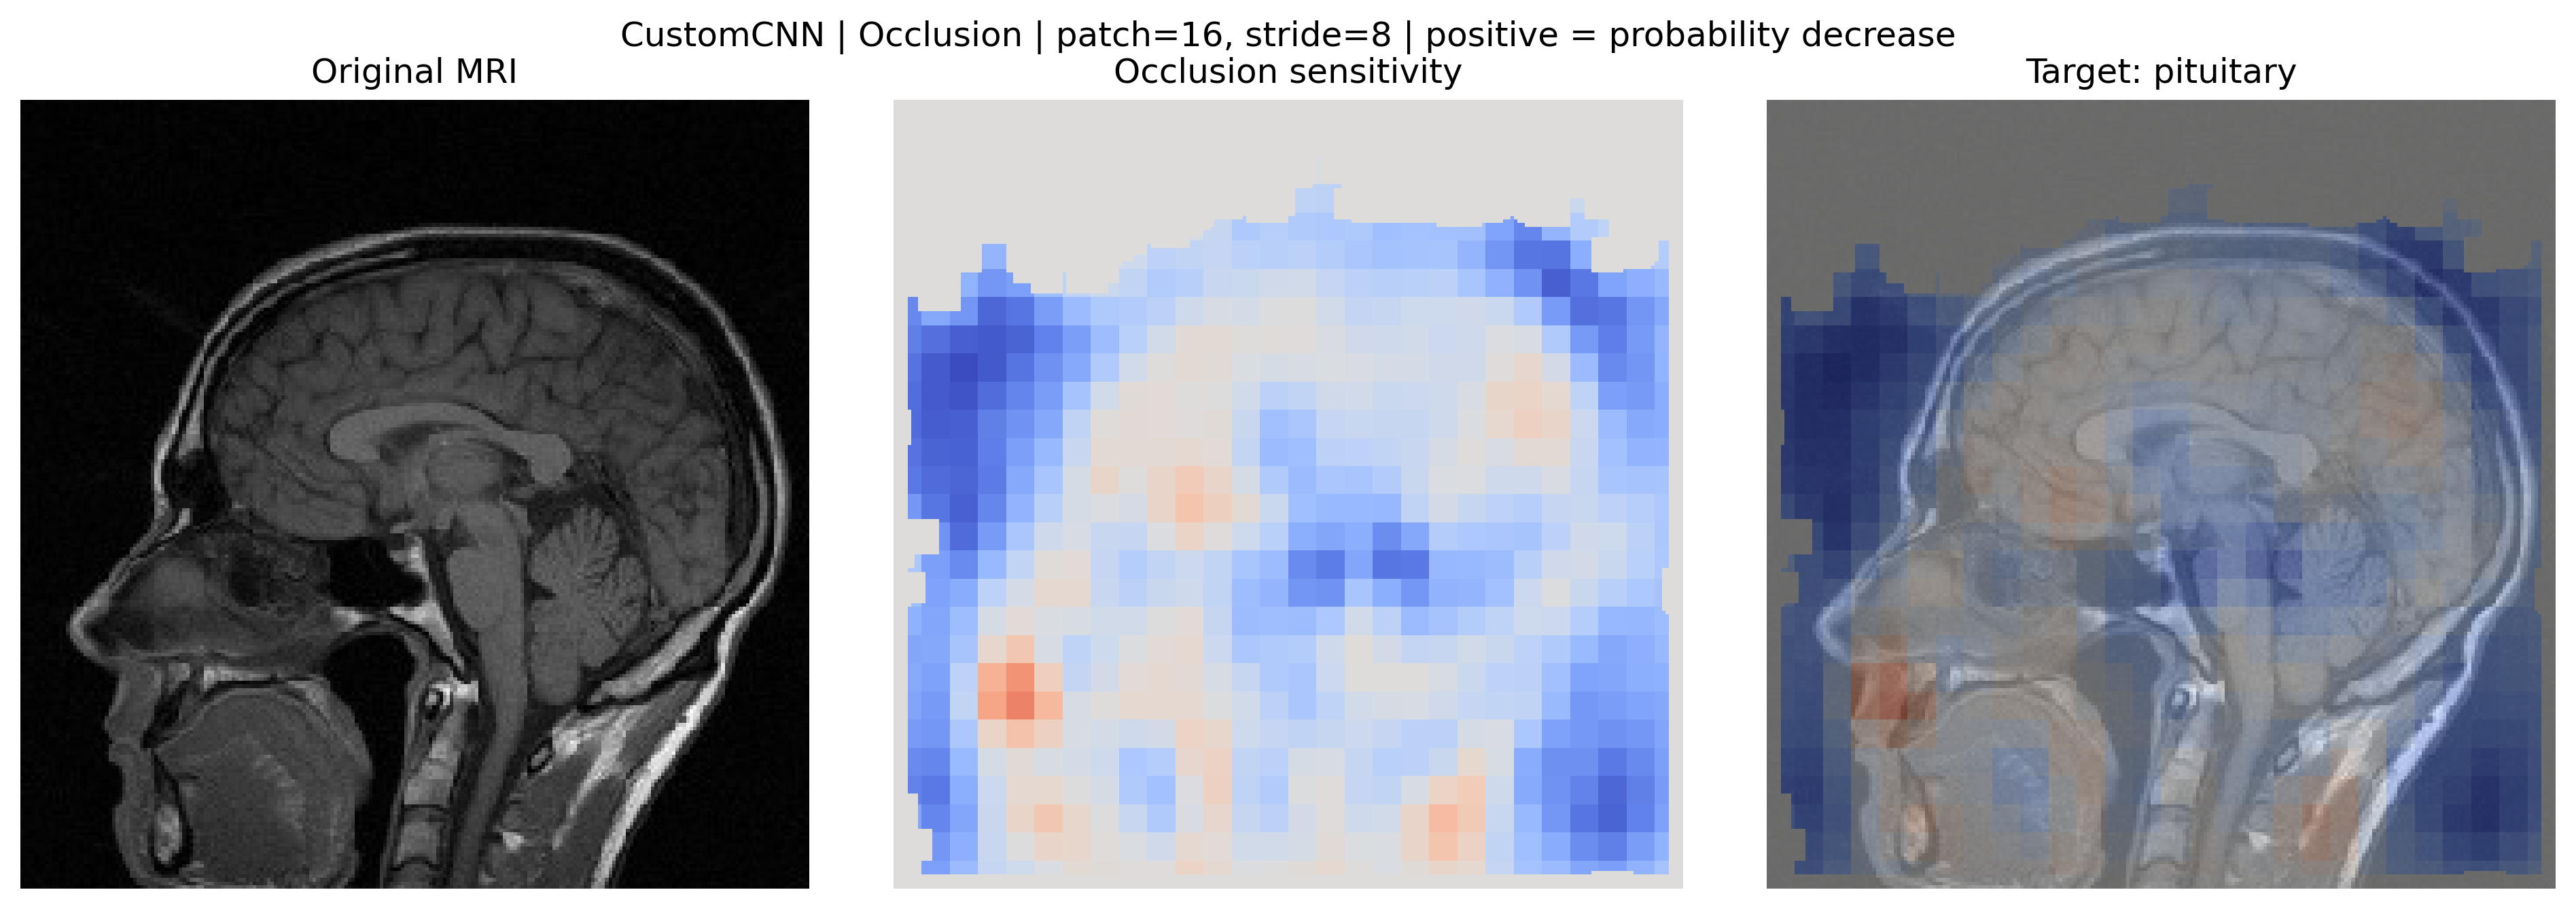 CustomCNN | Occlusion | patch=16, stride=8 | positive = probability decrease
Original MRI
Occlusion sensitivity
Target: pituitary